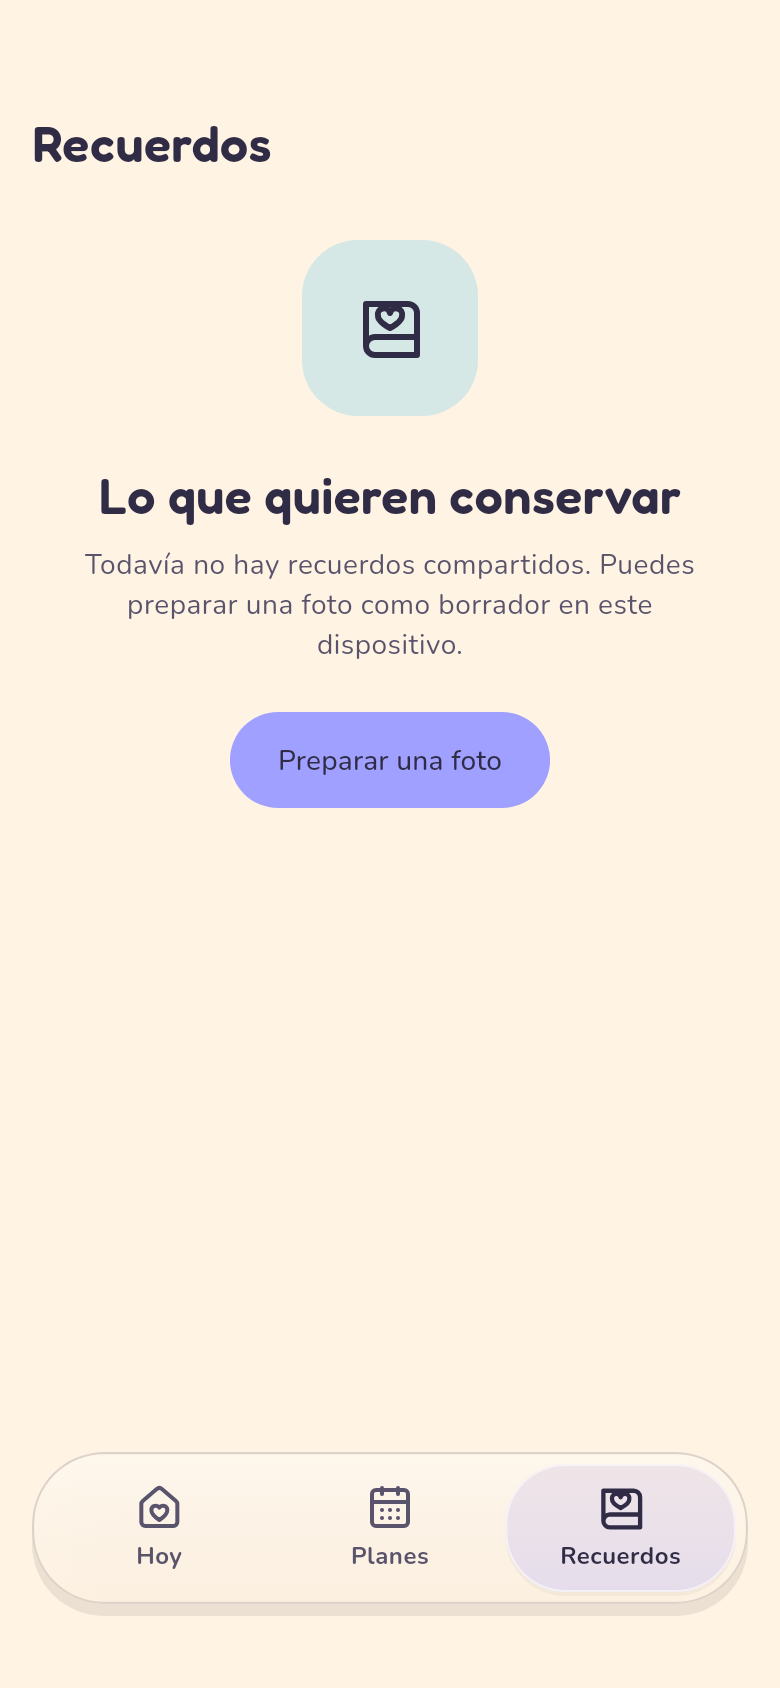 Recuerdos
Lo que quieren conservar
Todavía no hay recuerdos compartidos. Puedes
preparar una foto como borrador en este
dispositivo.
Preparar una foto
Hoy
Planes
Recuerdos